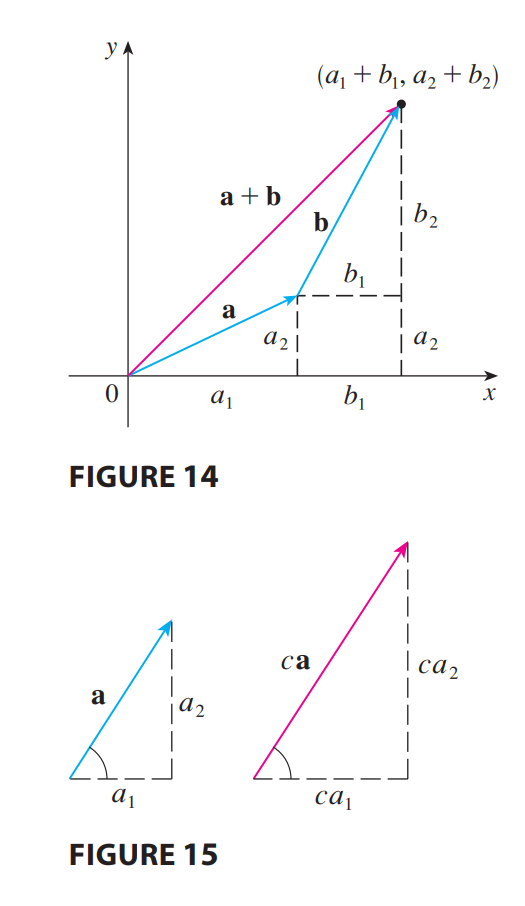 y
(a₁ + b₁, a₂ + b₂)
a + b
b
b₂
b₁
a
a₂
a₂
0
a₁
b₁
x
FIGURE 14
ca
ca₂
a
a₂
a₁
ca₁
FIGURE 15